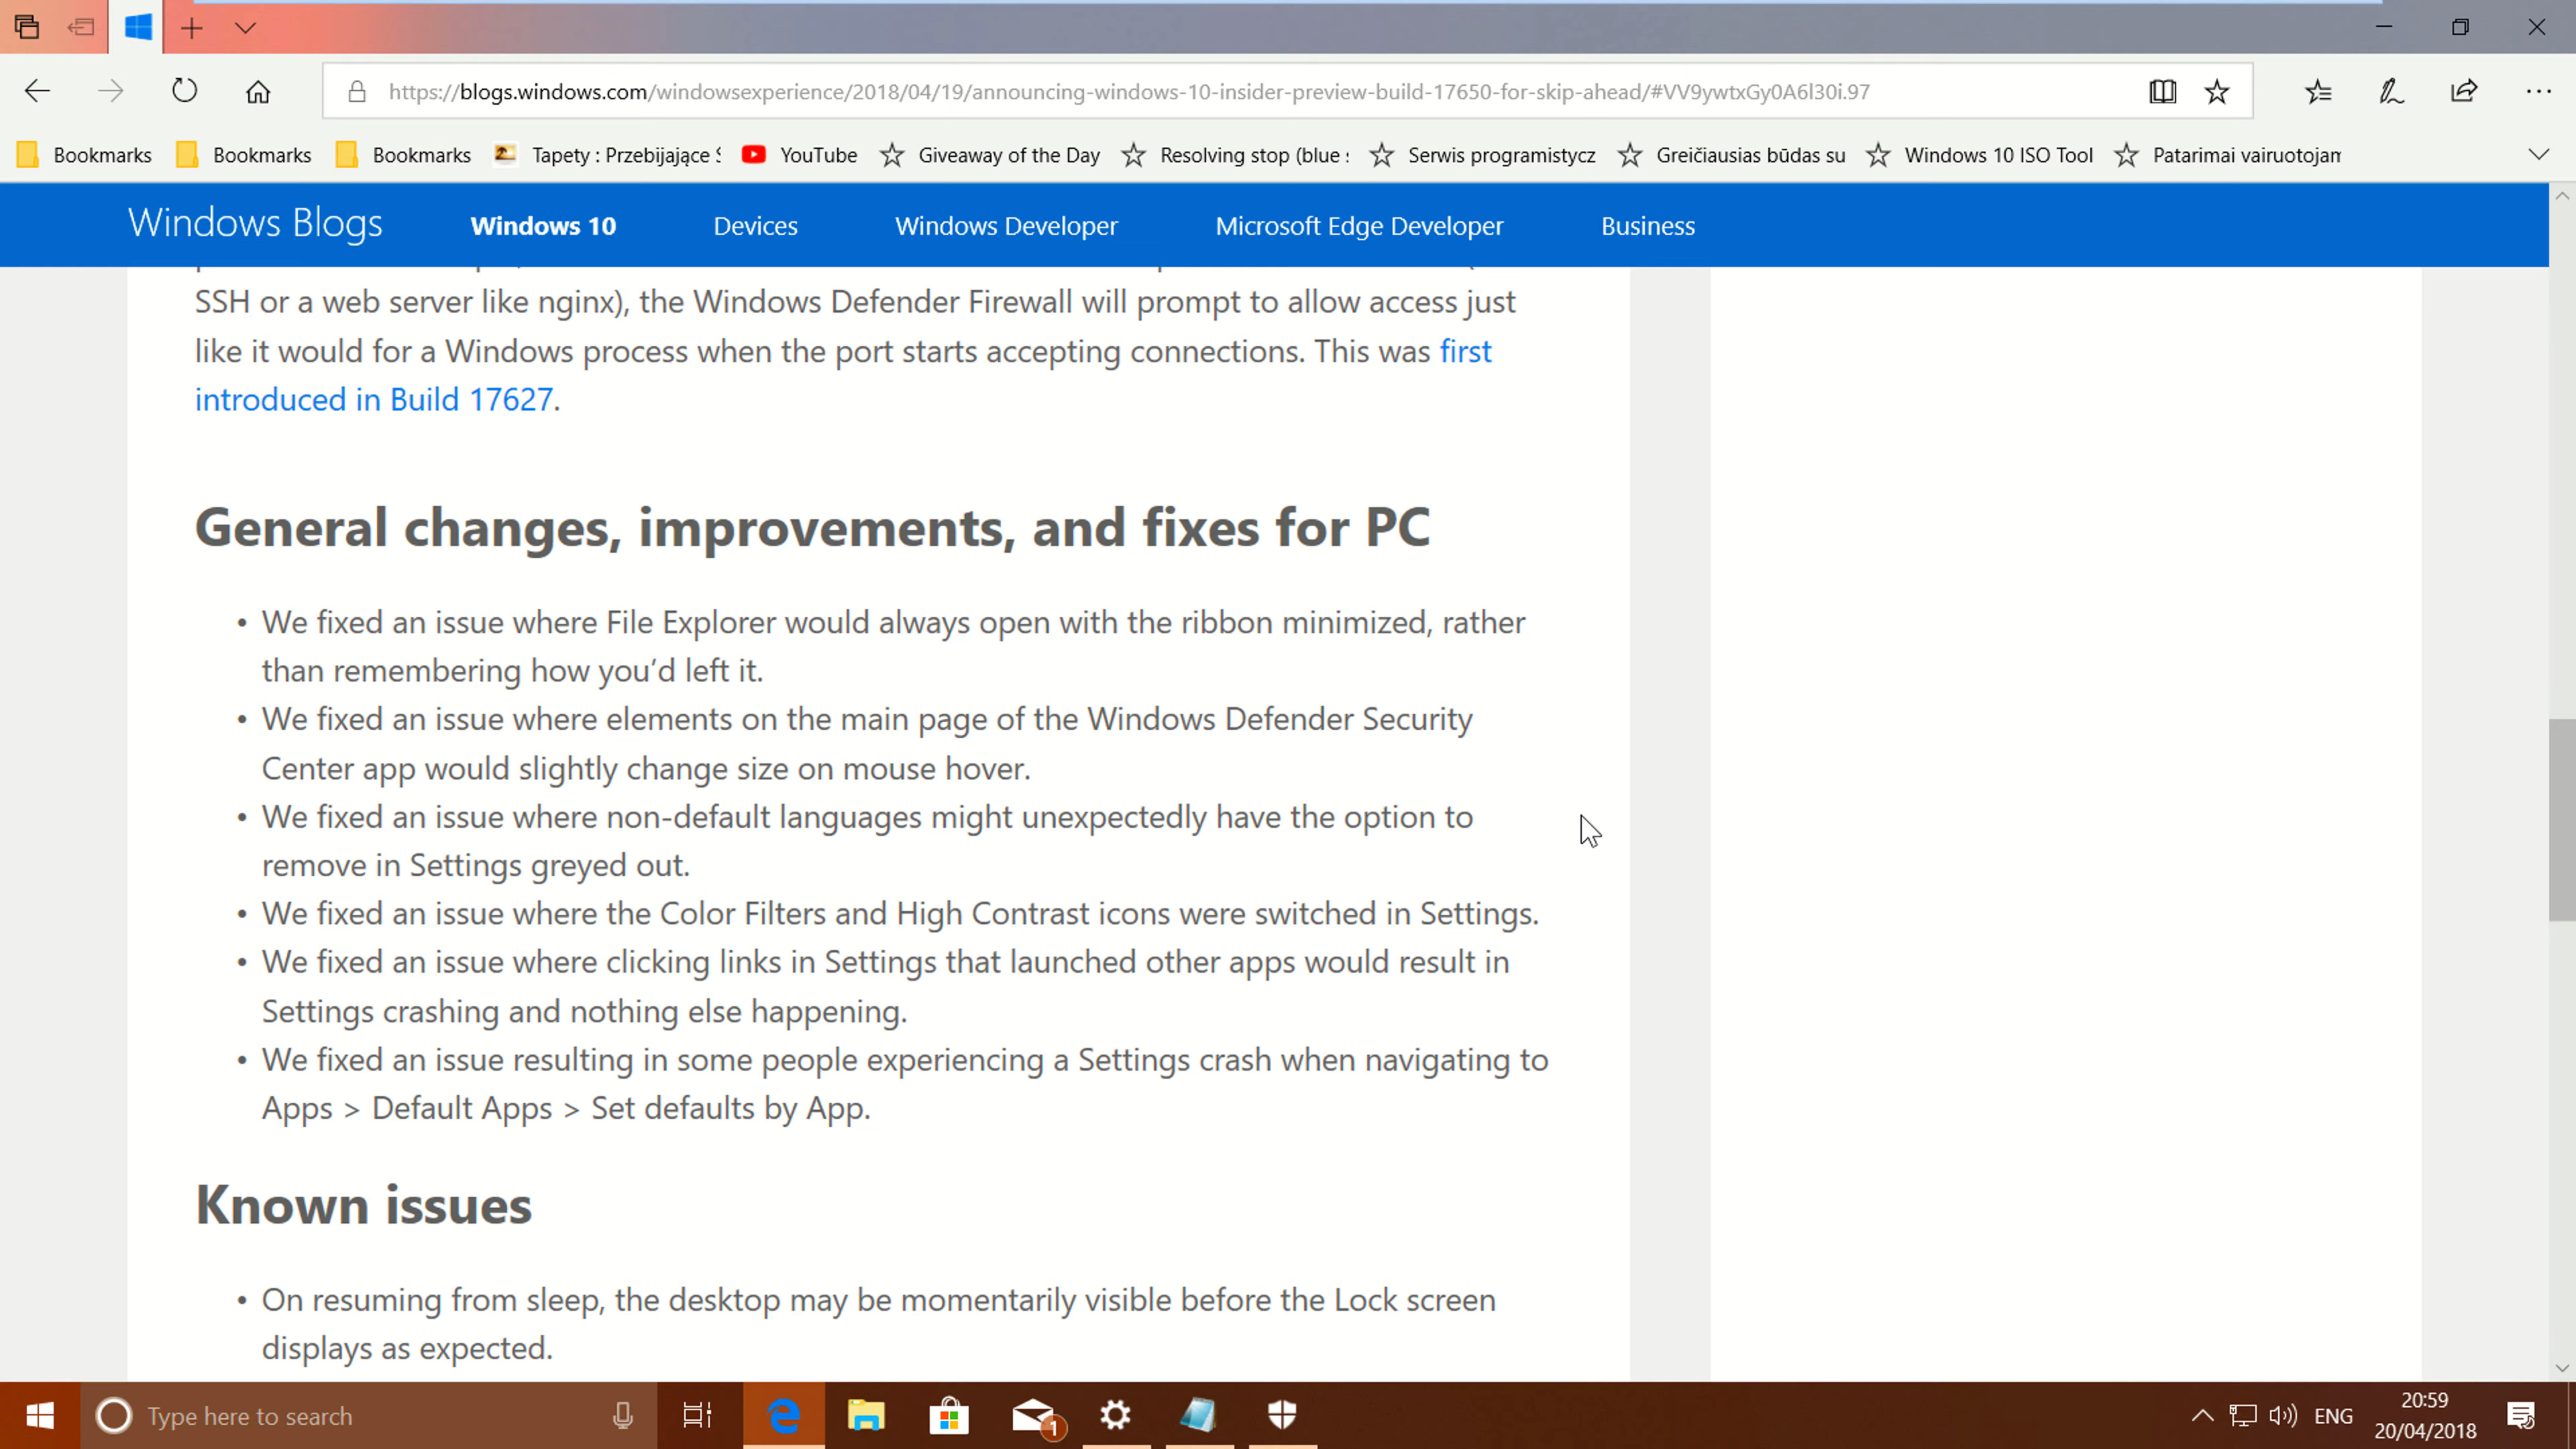 https://blogs.windows.com/windowsexperience/2018/04/19/announcing-windows-10-insider-preview-build-17650-for-skip-ahead/#VV9ywtxGy0A6l30i.97
Bookmarks Bookmarks Bookmarks Tapety : Przebijające YouTube Giveaway of the Day Resolving stop (blue Serwis programistycz Greičiausias būdas su Windows 10 ISO Tool Patarimai vairuotojam
Windows Blogs Windows 10 Devices Windows Developer Microsoft Edge Developer Business
SSH or a web server like nginx), the Windows Defender Firewall will prompt to allow access just
like it would for a Windows process when the port starts accepting connections. This was first
introduced in Build 17627.
General changes, improvements, and fixes for PC
• We fixed an issue where File Explorer would always open with the ribbon minimized, rather
than remembering how you’d left it.
• We fixed an issue where elements on the main page of the Windows Defender Security
Center app would slightly change size on mouse hover.
• We fixed an issue where non-default languages might unexpectedly have the option to
remove in Settings greyed out.
• We fixed an issue where the Color Filters and High Contrast icons were switched in Settings.
• We fixed an issue where clicking links in Settings that launched other apps would result in
Settings crashing and nothing else happening.
• We fixed an issue resulting in some people experiencing a Settings crash when navigating to
Apps > Default Apps > Set defaults by App.
Known issues
• On resuming from sleep, the desktop may be momentarily visible before the Lock screen
displays as expected.
Type here to search 1 ENG 20:59
20/04/2018